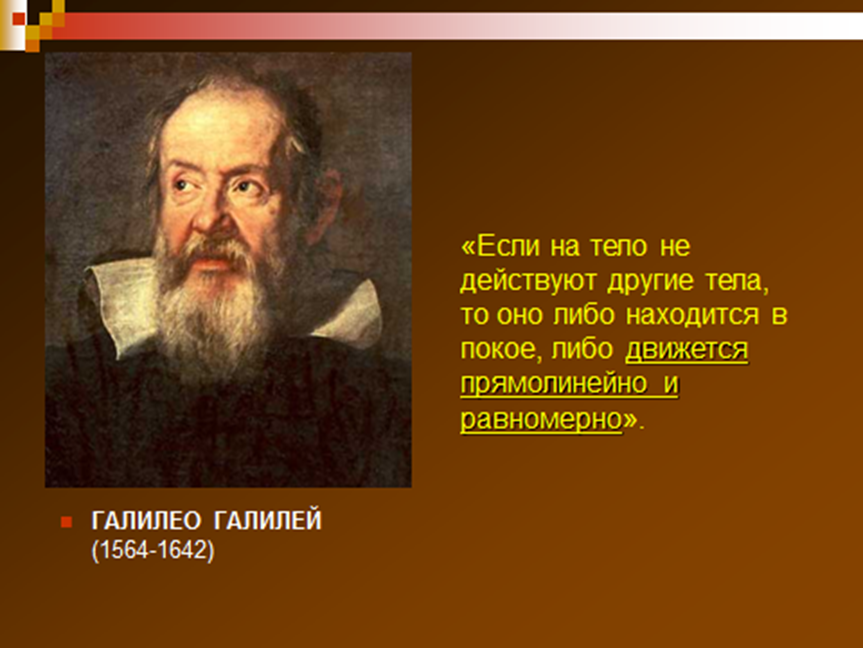 «Если на тело не
действуют другие тела,
то оно либо находится в
покое, либо движется
прямолинейно и
равномерно».
ГАЛИЛЕО ГАЛИЛЕЙ
(1564-1642)